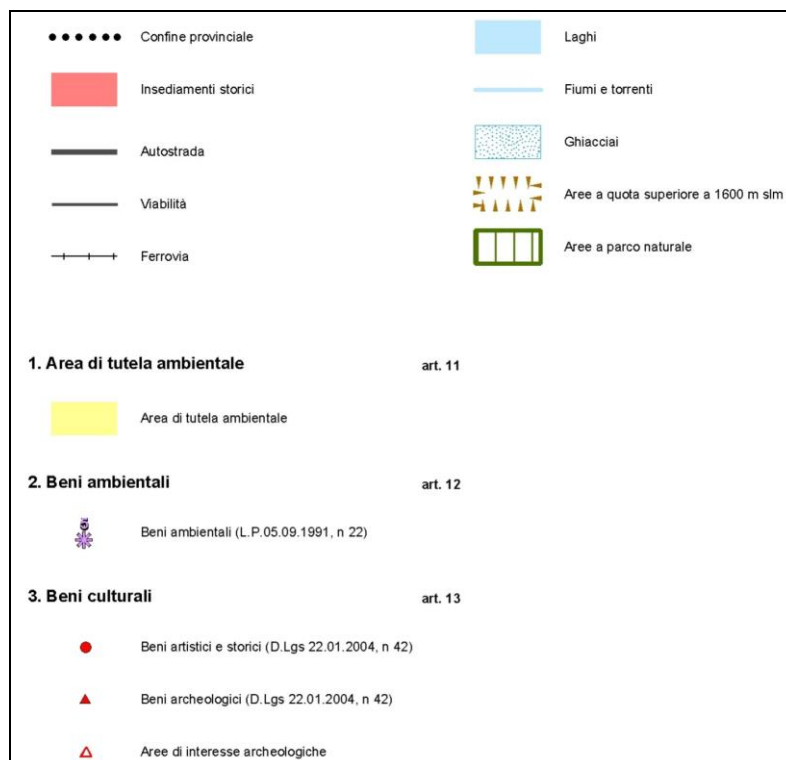 Confine provinciale
Insediamenti storici
Autostrada
Viabilità
Ferrovia
Laghi
Fiumi e torrenti
Ghiacciai
Aree a quota superiore a 1600 m slm
Aree a parco naturale
1. Area di tutela ambientale art. 11
Area di tutela ambientale
2. Beni ambientali art. 12
Beni ambientali (L.P.05.09.1991, n 22)
3. Beni culturali art. 13
Beni artistici e storici (D.Lgs 22.01.2004, n 42)
Beni archeologici (D.Lgs 22.01.2004, n 42)
Aree di interesse archeologiche